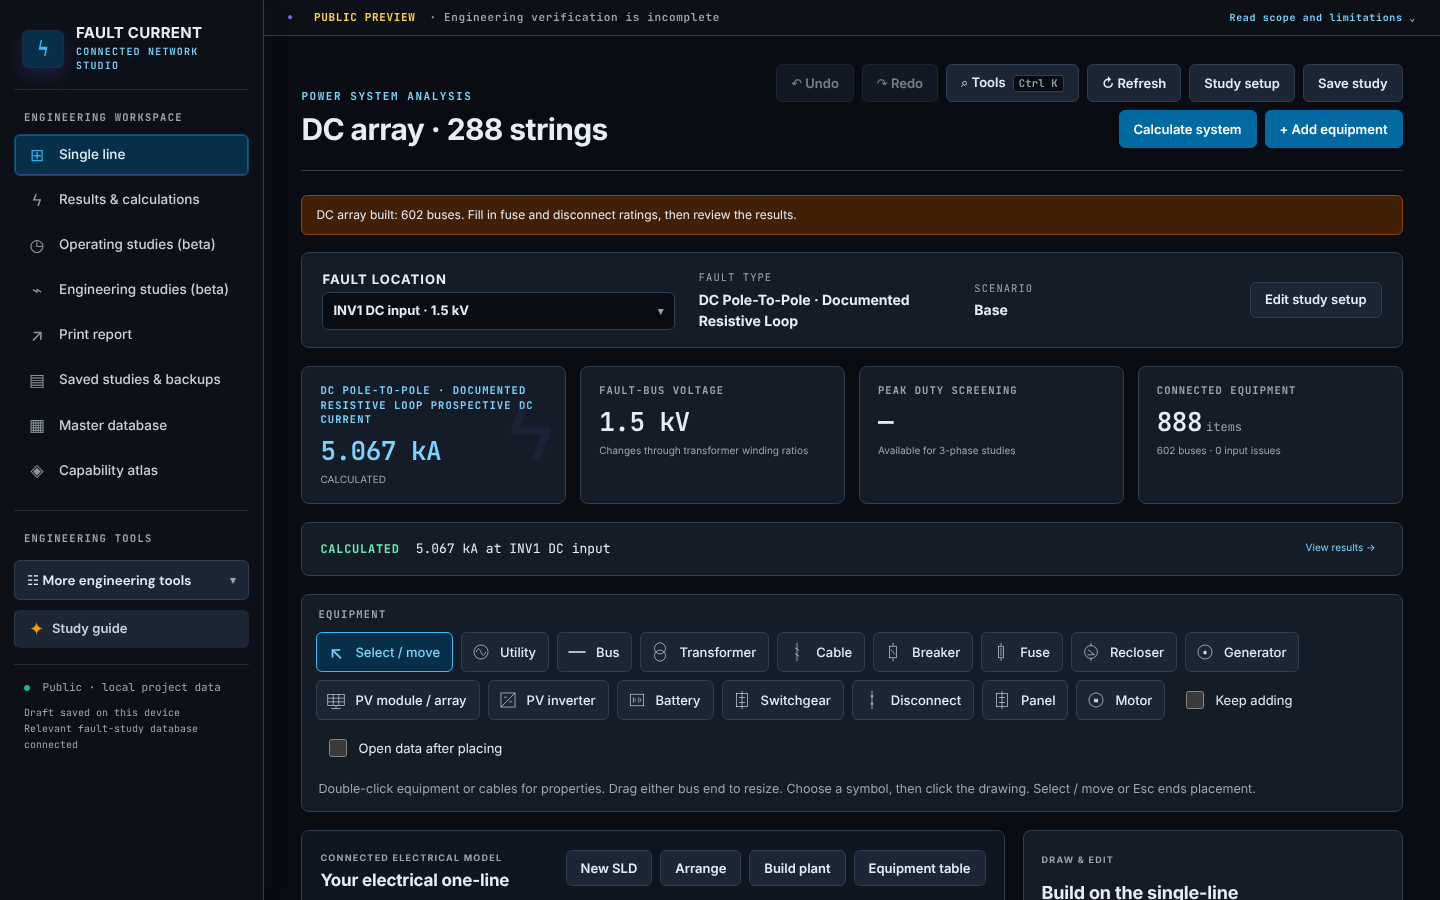 FAULT CURRENT
CONNECTED NETWORK
STUDIO
ENGINEERING WORKSPACE
Single line
Results & calculations
Operating studies (beta)
Engineering studies (beta)
Print report
Saved studies & backups
Master database
Capability atlas
ENGINEERING TOOLS
More engineering tools
Study guide
Public · local project data
Draft saved on this device
Relevant fault-study database
connected
PUBLIC PREVIEW · Engineering verification is incomplete
Read scope and limitations
POWER SYSTEM ANALYSIS
DC array · 288 strings
Undo
Redo
Tools Ctrl K
Refresh
Study setup
Save study
Calculate system
+ Add equipment
DC array built: 602 buses. Fill in fuse and disconnect ratings, then review the results.
FAULT LOCATION
INV1 DC input · 1.5 kV
FAULT TYPE
DC Pole-To-Pole · Documented
Resistive Loop
SCENARIO
Base
Edit study setup
DC POLE-TO-POLE · DOCUMENTED
RESISTIVE LOOP PROSPECTIVE DC
CURRENT
5.067 kA
CALCULATED
FAULT-BUS VOLTAGE
1.5 kV
Changes through transformer winding ratios
PEAK DUTY SCREENING
—
Available for 3-phase studies
CONNECTED EQUIPMENT
888 items
602 buses · 0 input issues
CALCULATED 5.067 kA at INV1 DC input
View results →
EQUIPMENT
Select / move
Utility
Bus
Transformer
Cable
Breaker
Fuse
Recloser
Generator
PV module / array
PV inverter
Battery
Switchgear
Disconnect
Panel
Motor
Keep adding
Open data after placing
Double-click equipment or cables for properties. Drag either bus end to resize. Choose a symbol, then click the drawing. Select / move or Esc ends placement.
CONNECTED ELECTRICAL MODEL
Your electrical one-line
New SLD
Arrange
Build plant
Equipment table
DRAW & EDIT
Build on the single-line